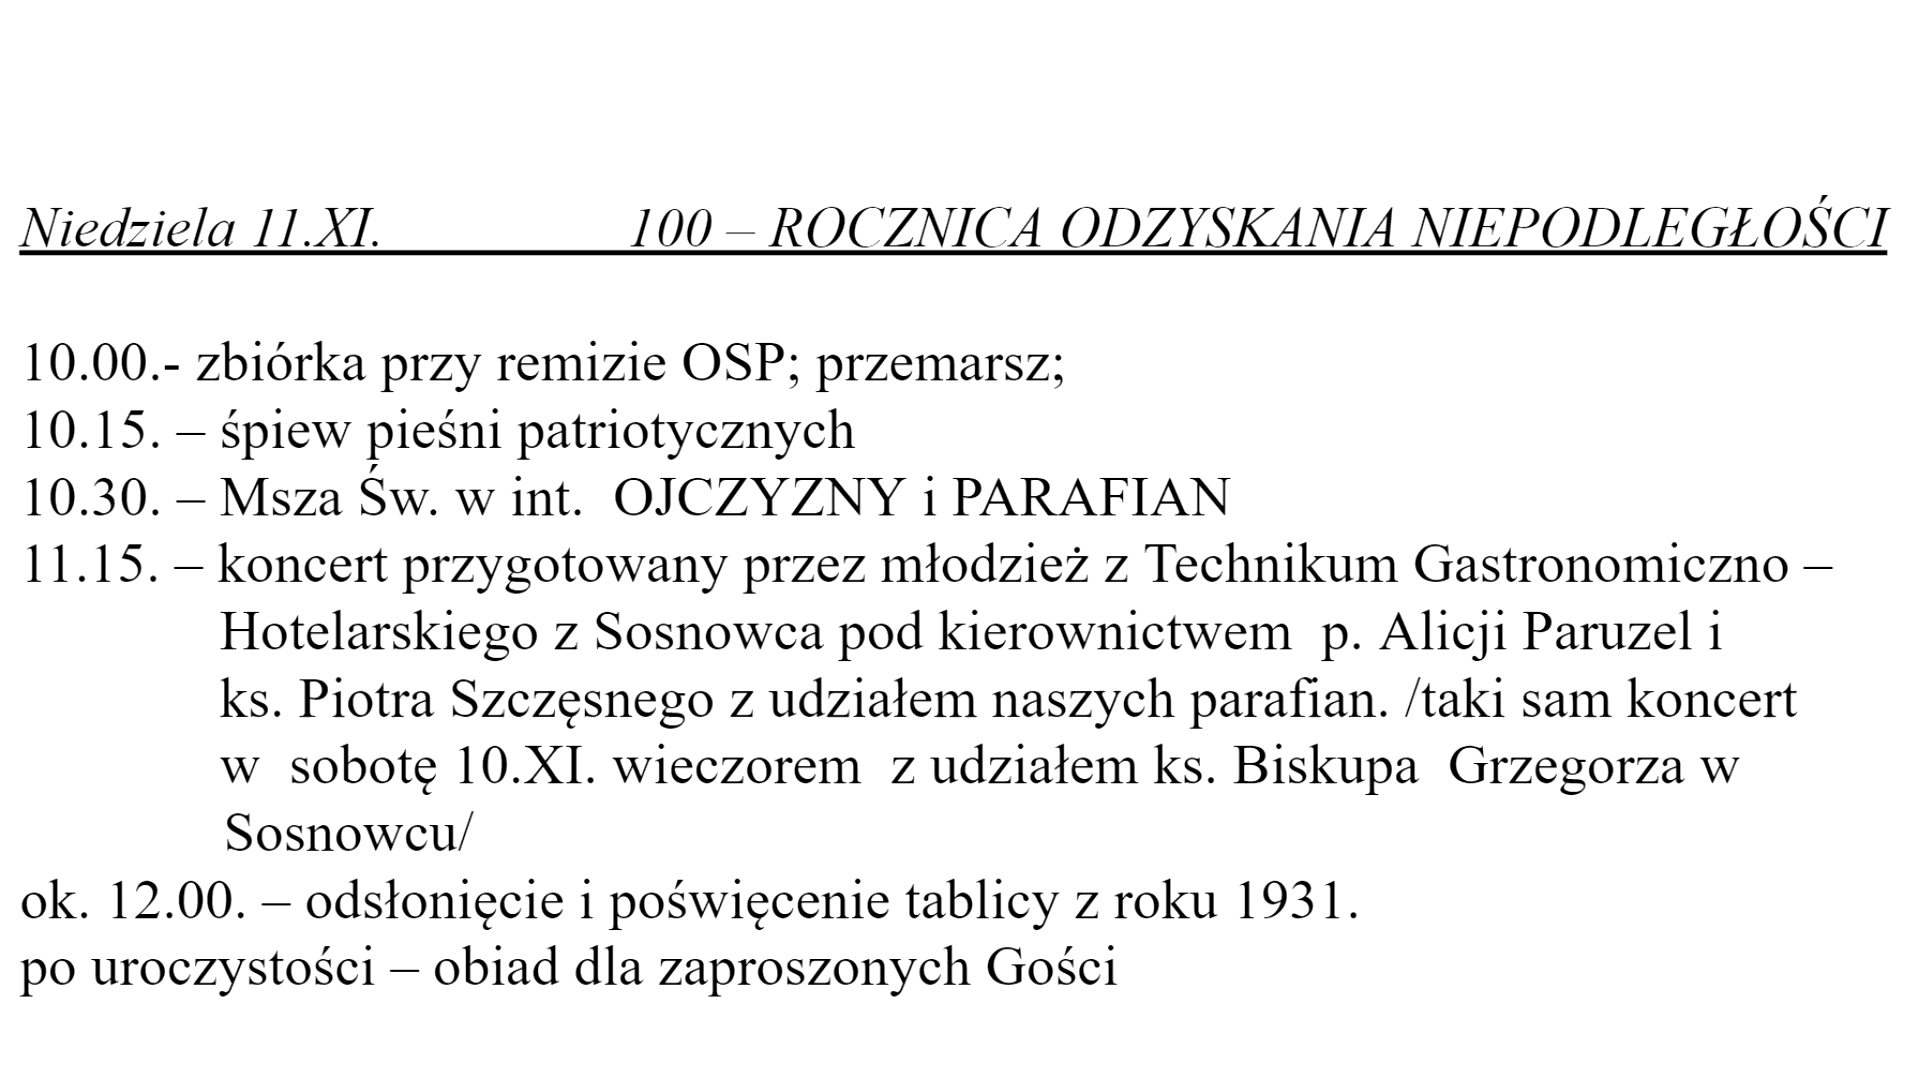 Niedziela 11.XI. 100 – ROCZNICA ODZYSKANIA NIEPODLEGŁOŚCI
10.00.- zbiórka przy remizie OSP; przemarsz;
10.15. – śpiew pieśni patriotycznych
10.30. – Msza Św. w int. OJCZYZNY i PARAFIAN
11.15. – koncert przygotowany przez młodzież z Technikum Gastronomiczno –
Hotelarskiego z Sosnowca pod kierownictwem p. Alicji Paruzel i
ks. Piotra Szczęsnego z udziałem naszych parafian. /taki sam koncert
w sobotę 10.XI. wieczorem z udziałem ks. Biskupa Grzegorza w
Sosnowcu/
ok. 12.00. – odsłonięcie i poświęcenie tablicy z roku 1931.
po uroczystości – obiad dla zaproszonych Gości